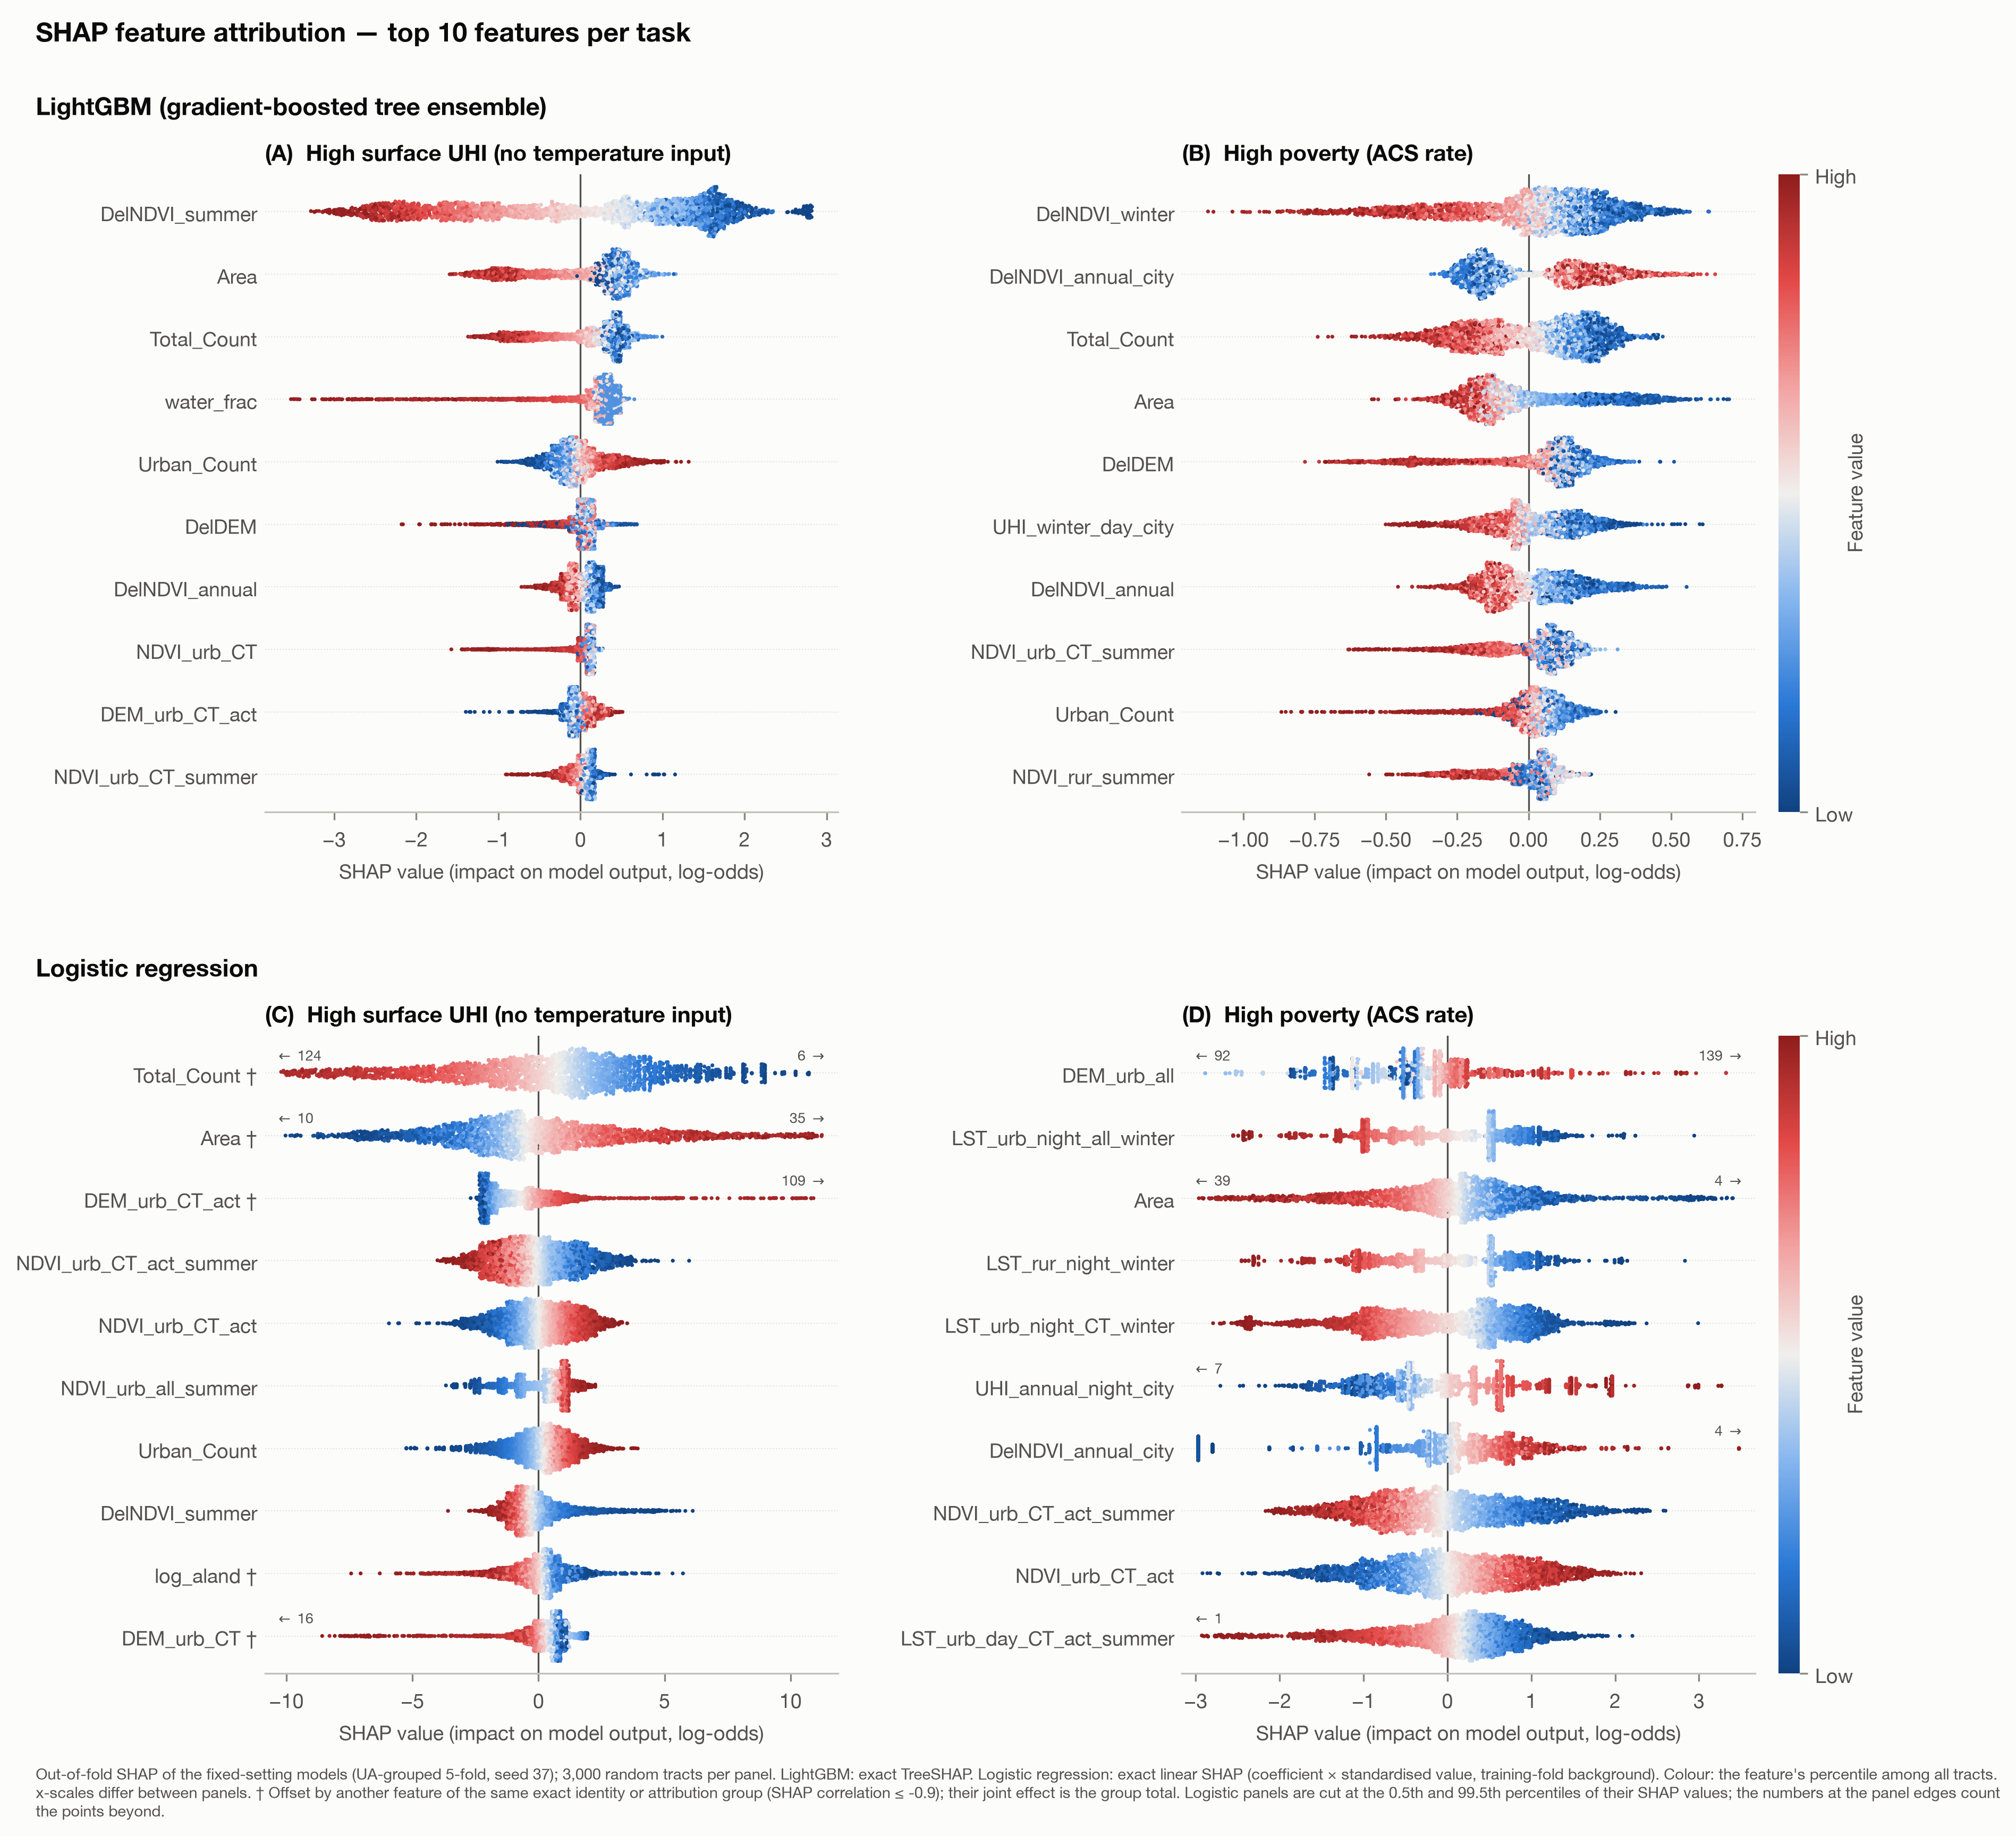 SHAP feature attribution — top 10 features per task
LightGBM (gradient-boosted tree ensemble)
(A) High surface UHI (no temperature input)
DelNDVI_summer
Area
Total_Count
water_frac
Urban_Count
DelDEM
DelNDVI_annual
NDVI_urb_CT
DEM_urb_CT_act
NDVI_urb_CT_summer
−3 −2 −1 0 1 2 3
SHAP value (impact on model output, log-odds)
(B) High poverty (ACS rate)
DelNDVI_winter
DelNDVI_annual_city
Total_Count
Area
DelDEM
UHI_winter_day_city
DelNDVI_annual
NDVI_urb_CT_summer
Urban_Count
NDVI_rur_summer
−1.00 −0.75 −0.50 −0.25 0.00 0.25 0.50 0.75
SHAP value (impact on model output, log-odds)
High
Feature value
Low
Logistic regression
(C) High surface UHI (no temperature input)
Total_Count †
← 124 6 →
Area †
← 10 35 →
DEM_urb_CT_act †
109 →
NDVI_urb_CT_act_summer
NDVI_urb_CT_act
NDVI_urb_all_summer
Urban_Count
DelNDVI_summer
log_aland †
DEM_urb_CT †
← 16
−10 −5 0 5 10
SHAP value (impact on model output, log-odds)
(D) High poverty (ACS rate)
DEM_urb_all
← 92 139 →
LST_urb_night_all_winter
Area
← 39 4 →
LST_rur_night_winter
LST_urb_night_CT_winter
UHI_annual_night_city
← 7
DelNDVI_annual_city
4 →
NDVI_urb_CT_act_summer
NDVI_urb_CT_act
LST_urb_day_CT_act_summer
← 1
−3 −2 −1 0 1 2 3
SHAP value (impact on model output, log-odds)
High
Feature value
Low
Out-of-fold SHAP of the fixed-setting models (UA-grouped 5-fold, seed 37); 3,000 random tracts per panel. LightGBM: exact TreeSHAP. Logistic regression: exact linear SHAP (coefficient × standardised value, training-fold background). Colour: the feature's percentile among all tracts.
x-scales differ between panels. † Offset by another feature of the same exact identity or attribution group (SHAP correlation ≤ -0.9); their joint effect is the group total. Logistic panels are cut at the 0.5th and 99.5th percentiles of their SHAP values; the numbers at the panel edges count
the points beyond.